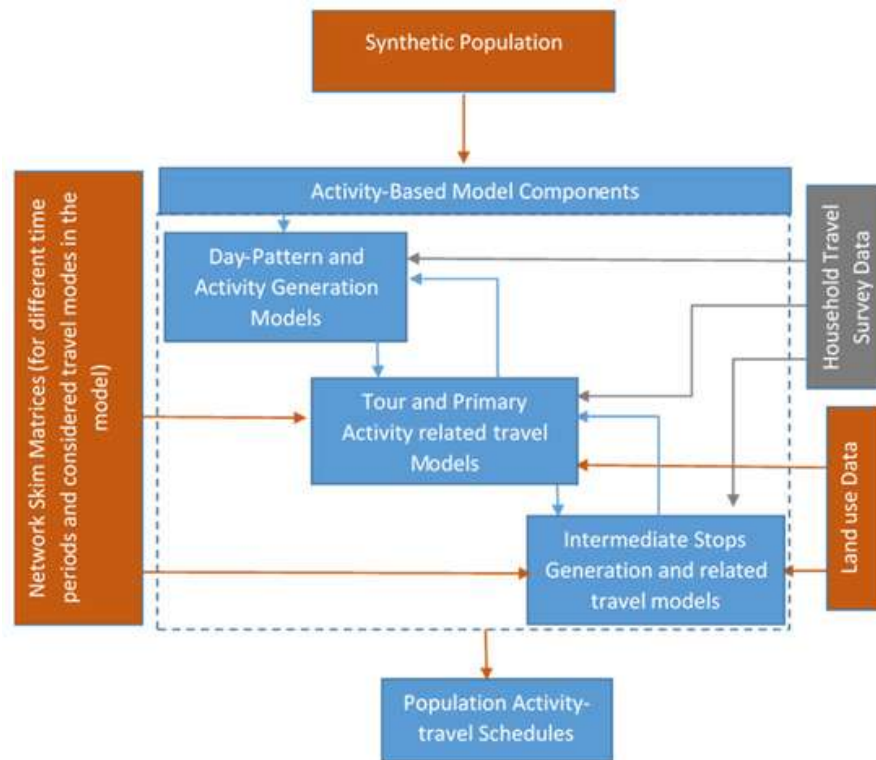 Synthetic Population
Activity-Based Model Components
Network Skim Matrices (for different time
periods and considered travel modes in the
model)
Day-Pattern and
Activity Generation
Models
Household Travel
Survey Data
Tour and Primary
Activity related travel
Models
Land use Data
Intermediate Stops
Generation and related
travel models
Population Activity-
travel Schedules